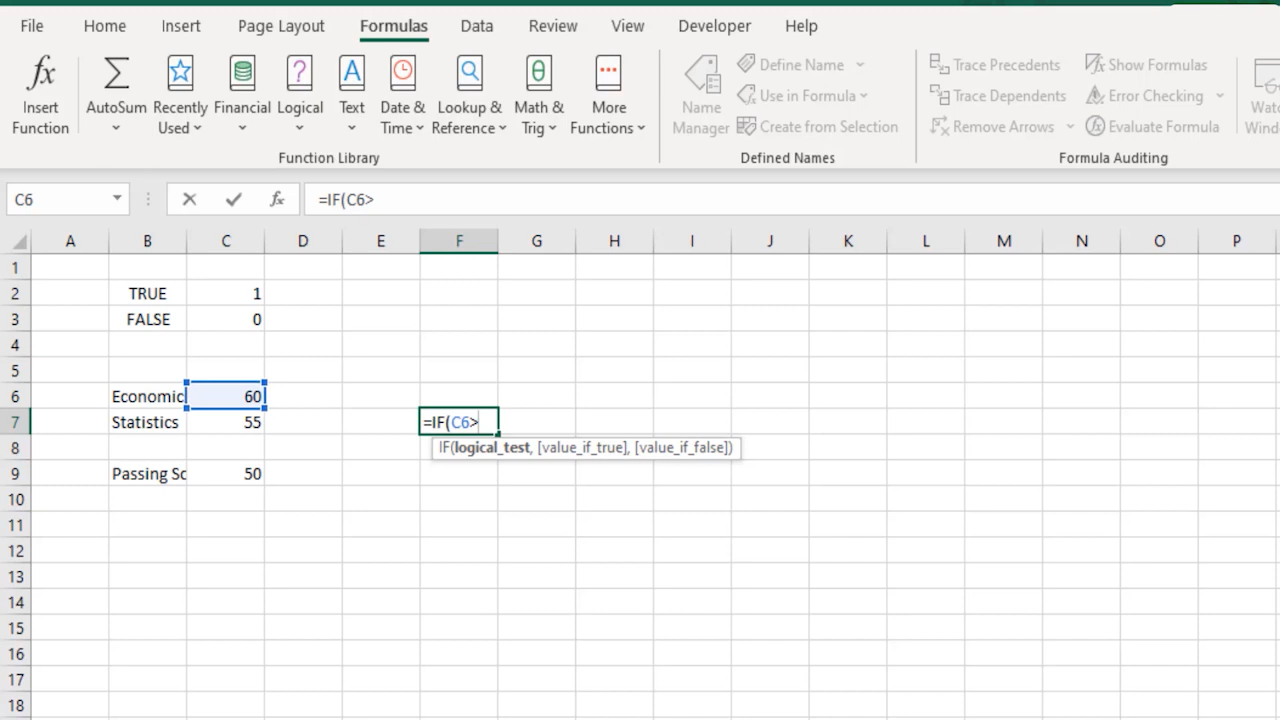 File Home Insert Page Layout Formulas Data Review View Developer Help
fx Insert Function
AutoSum
Recently Used
Financial
Logical
Text
Date & Time
Lookup & Reference
Math & Trig
More Functions
Function Library
Name Manager
Define Name
Use in Formula
Create from Selection
Defined Names
Trace Precedents
Trace Dependents
Remove Arrows
Show Formulas
Error Checking
Evaluate Formula
Formula Auditing
C6 fx =IF(C6>
A B C D E F G H I J K L M N O P
1
2 TRUE 1
3 FALSE 0
4
5
6 Economic 60
7 Statistics 55 =IF(C6>
8 IF(logical_test, [value_if_true], [value_if_false])
9 Passing Sc 50
10
11
12
13
14
15
16
17
18